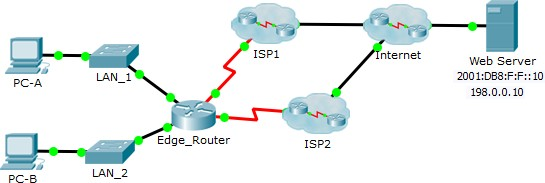 ISP1
Internet
Web Server
2001:DB8:F:F::10
198.0.0.10
PC-A
LAN_1
Edge_Router
ISP2
PC-B
LAN_2